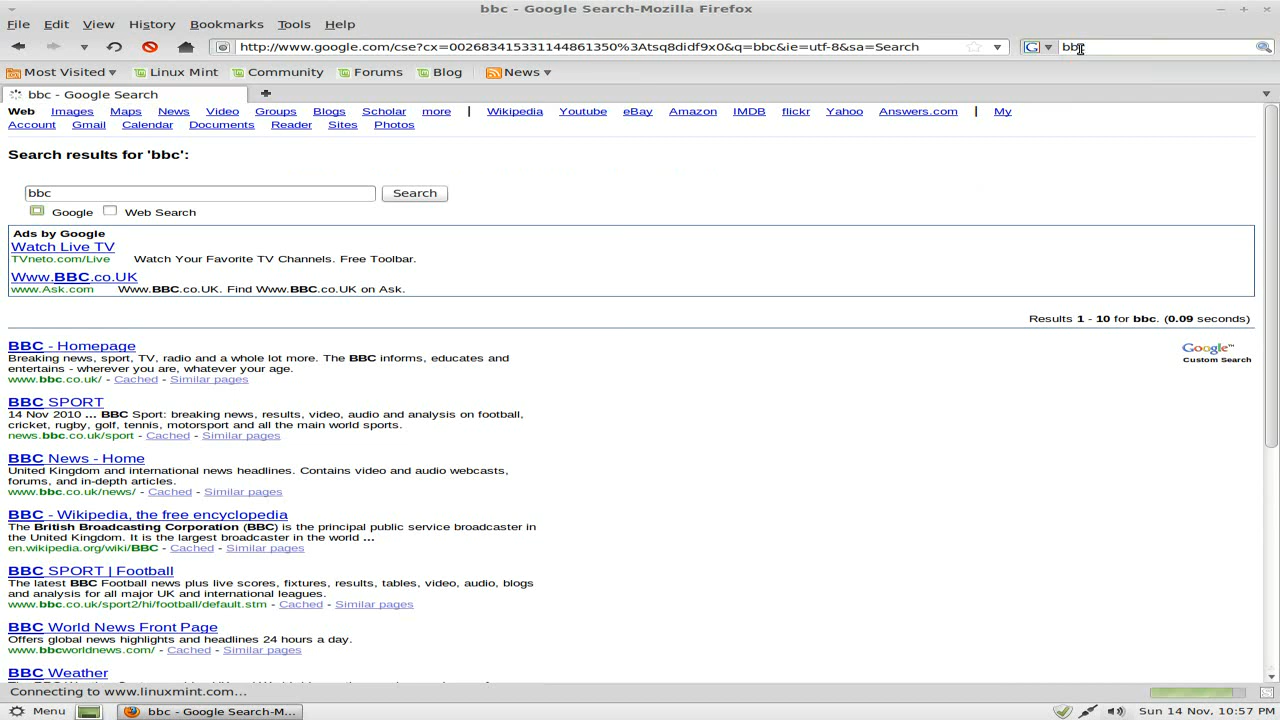 bbc - Google Search-Mozilla Firefox
File Edit View History Bookmarks Tools Help
http://www.google.com/cse?cx=002683415331144861350%3Atsq8didf9x0&q=bbc&ie=utf-8&sa=Search
bbc
Most Visited Linux Mint Community Forums Blog News
bbc - Google Search
Web Images Maps News Video Groups Blogs Scholar more | Wikipedia Youtube eBay Amazon IMDB flickr Yahoo Answers.com | My
Account Gmail Calendar Documents Reader Sites Photos
Search results for 'bbc':
bbc Search
Google Web Search
Ads by Google
Watch Live TV
TVneto.com/Live Watch Your Favorite TV Channels. Free Toolbar.
Www.BBC.co.UK
www.Ask.com Www.BBC.co.UK. Find Www.BBC.co.UK on Ask.
Results 1 - 10 for bbc. (0.09 seconds)
BBC - Homepage
Breaking news, sport, TV, radio and a whole lot more. The BBC informs, educates and
entertains - wherever you are, whatever your age.
www.bbc.co.uk/ - Cached - Similar pages
Google™
Custom Search
BBC SPORT
14 Nov 2010 ... BBC Sport: breaking news, results, video, audio and analysis on football,
cricket, rugby, golf, tennis, motorsport and all the main world sports.
news.bbc.co.uk/sport - Cached - Similar pages
BBC News - Home
United Kingdom and international news headlines. Contains video and audio webcasts,
forums, and in-depth articles.
www.bbc.co.uk/news/ - Cached - Similar pages
BBC - Wikipedia, the free encyclopedia
The British Broadcasting Corporation (BBC) is the principal public service broadcaster in
the United Kingdom. It is the largest broadcaster in the world ...
en.wikipedia.org/wiki/BBC - Cached - Similar pages
BBC SPORT | Football
The latest BBC Football news plus live scores, fixtures, results, tables, video, audio, blogs
and analysis for all major UK and international leagues.
www.bbc.co.uk/sport2/hi/football/default.stm - Cached - Similar pages
BBC World News Front Page
Offers global news highlights and headlines 24 hours a day.
www.bbcworldnews.com/ - Cached - Similar pages
BBC Weather
Connecting to www.linuxmint.com...
Menu bbc - Google Search-M... Sun 14 Nov, 10:57 PM